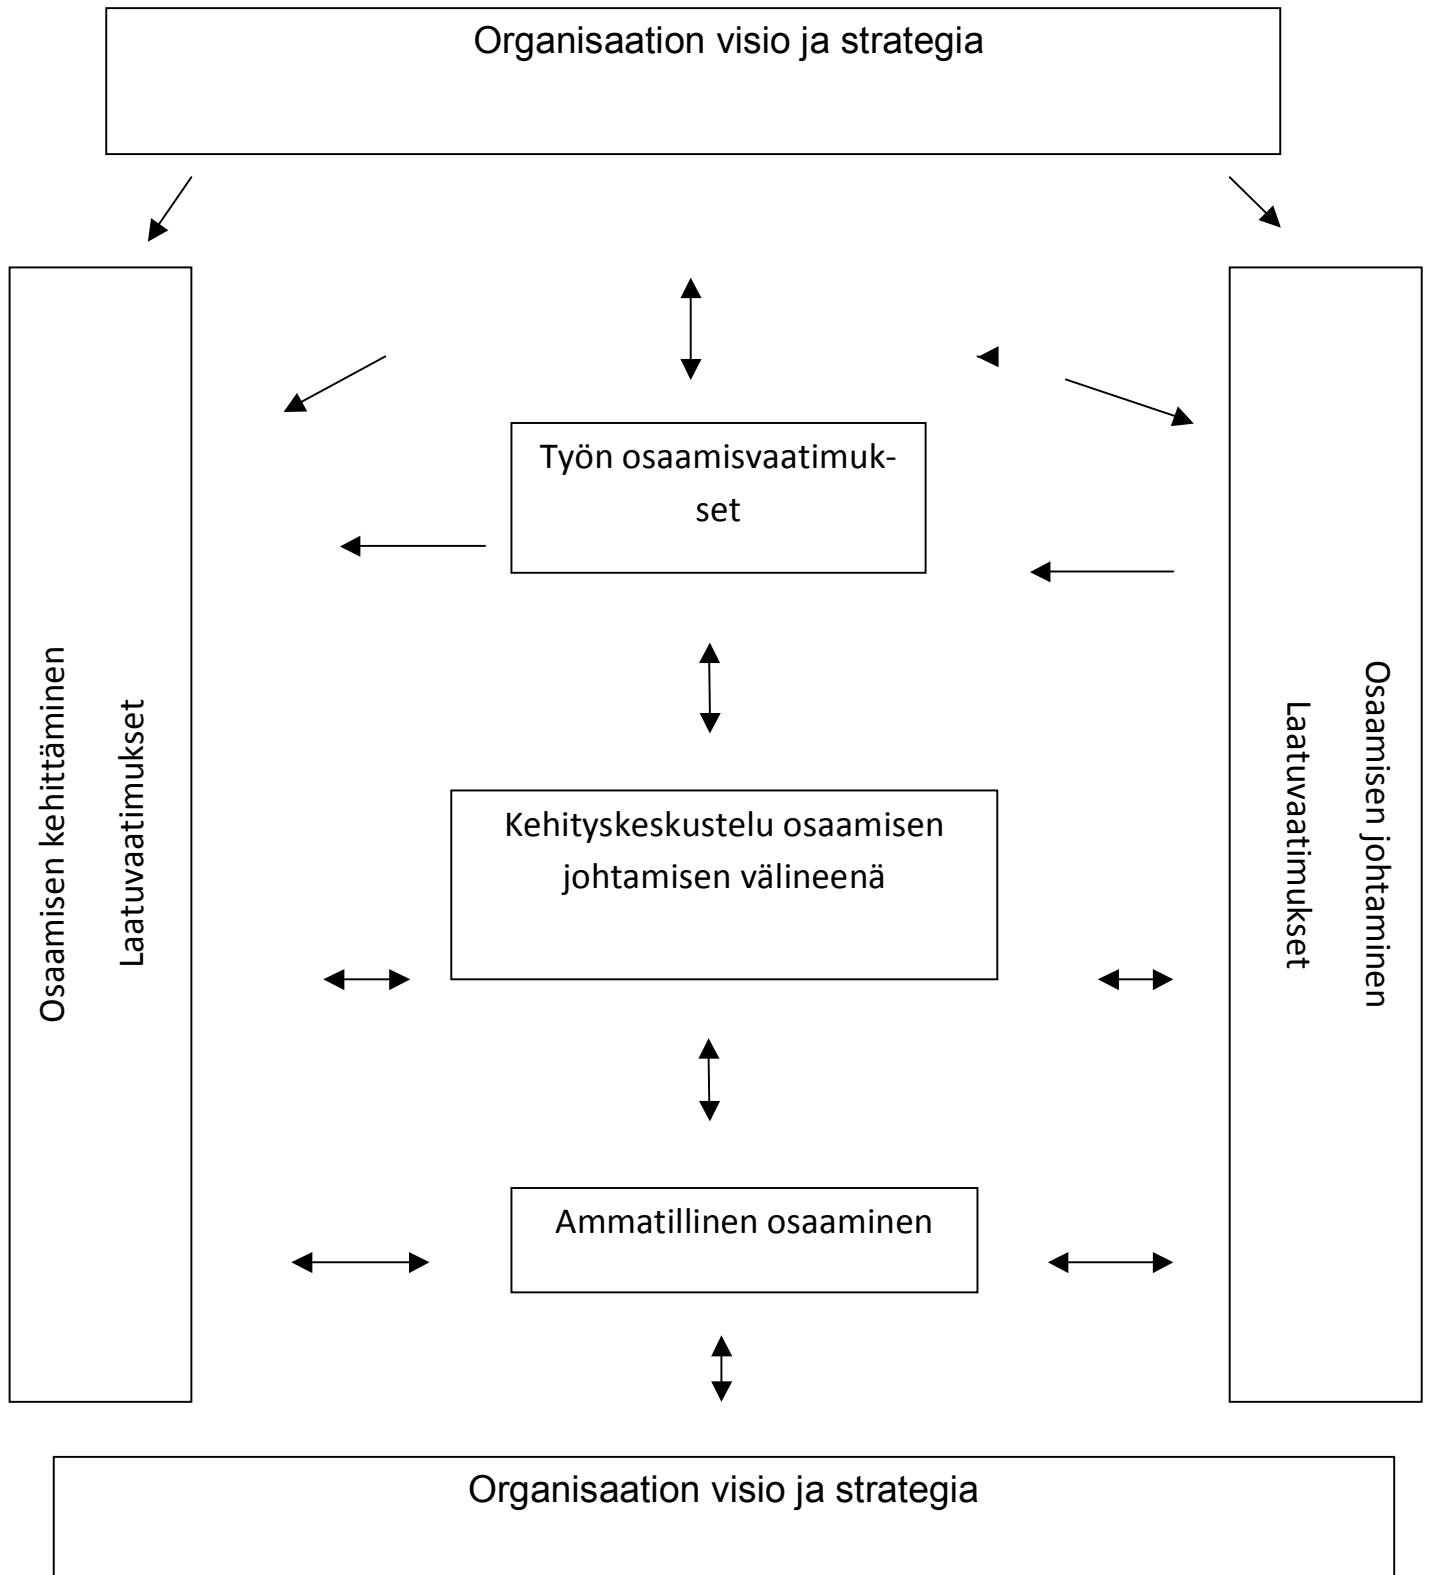 Organisaation visio ja strategia
Osaamisen kehittäminen
Laatuvaatimukset
Työn osaamisvaatimuk-
set
Kehityskeskustelu osaamisen
johtamisen välineenä
Ammatillinen osaaminen
Osaamisen johtaminen
Laatuvaatimukset
Organisaation visio ja strategia